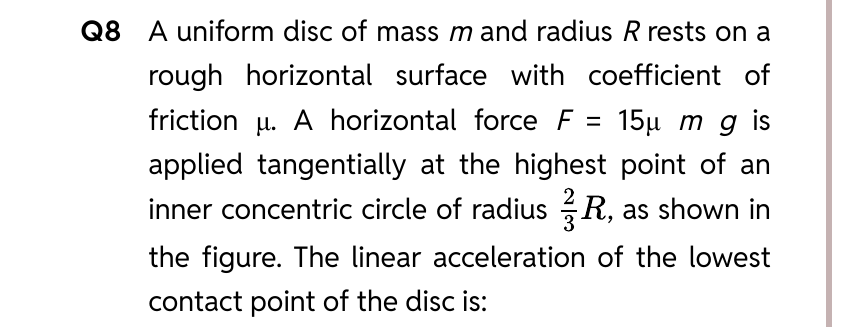 Q8 A uniform disc of mass m and radius R rests on a
rough horizontal surface with coefficient of
friction μ. A horizontal force F = 15μ m g is
applied tangentially at the highest point of an
inner concentric circle of radius \frac{2}{3}R, as shown in
the figure. The linear acceleration of the lowest
contact point of the disc is: